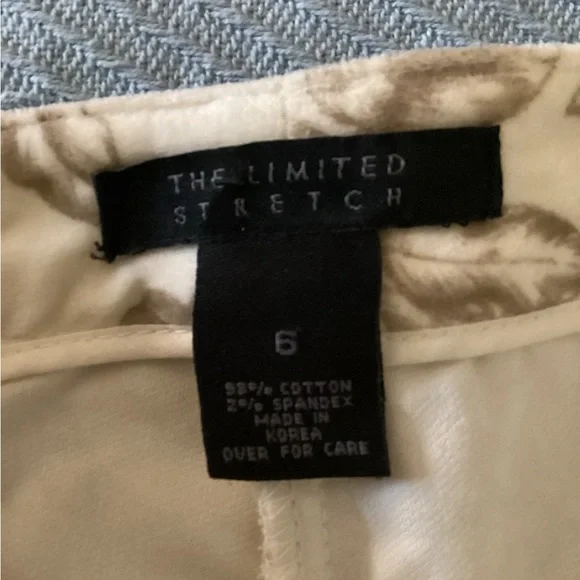 THE LIMITED
STRETCH
6
98% COTTON
2% SPANDEX
MADE IN
KOREA
OVER FOR CARE